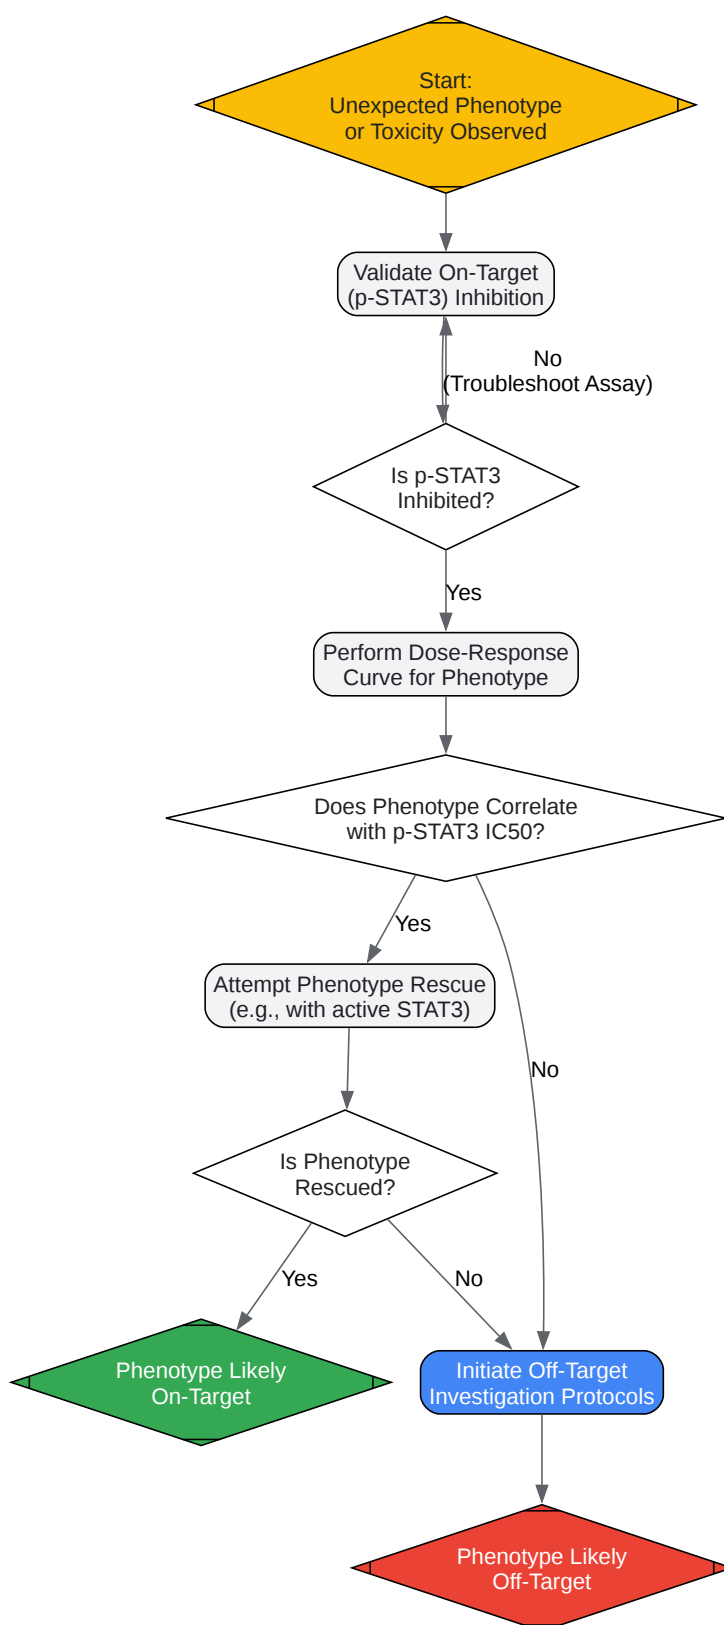 Start:
Unexpected Phenotype
or Toxicity Observed
Validate On-Target
(p-STAT3) Inhibition
No
(Troubleshoot Assay)
Is p-STAT3
Inhibited?
Yes
Perform Dose-Response
Curve for Phenotype
Does Phenotype Correlate
with p-STAT3 IC50?
Yes
Attempt Phenotype Rescue
(e.g., with active STAT3)
No
Is Phenotype
Rescued?
Yes
No
Phenotype Likely
On-Target
Initiate Off-Target
Investigation Protocols
Phenotype Likely
Off-Target